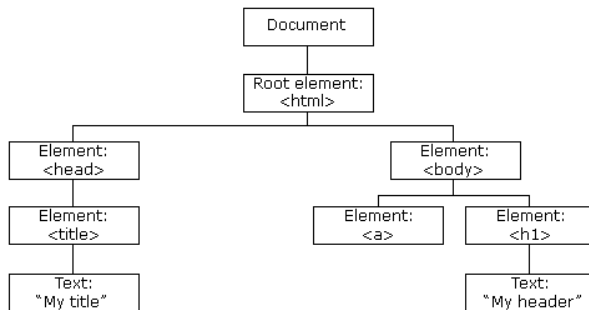 Document
Root element:
<html>
Element:
<head>
Element:
<body>
Element:
<title>
Element:
<a>
Element:
<h1>
Text:
“My title”
Text:
“My header”